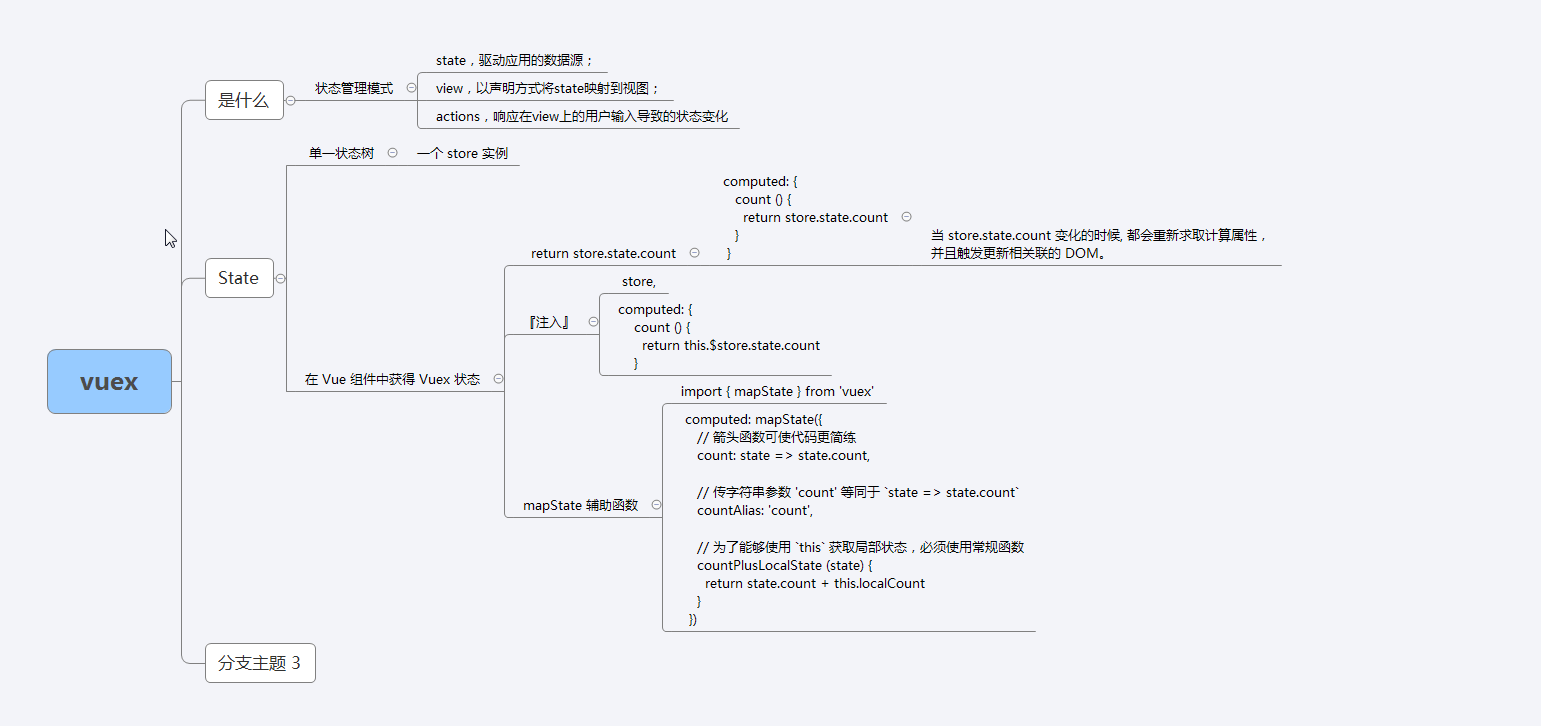 vuex
是什么
状态管理模式
state，驱动应用的数据源；
view，以声明方式将state映射到视图；
actions，响应在view上的用户输入导致的状态变化
State
单一状态树
一个 store 实例
在 Vue 组件中获得 Vuex 状态
return store.state.count
computed: {
count () {
return store.state.count
}
}
当 store.state.count 变化的时候, 都会重新求取计算属性，
并且触发更新相关联的 DOM。
『注入』
store,
computed: {
count () {
return this.$store.state.count
}
mapState 辅助函数
import { mapState } from 'vuex'
computed: mapState({
// 箭头函数可使代码更简练
count: state => state.count,
// 传字符串参数 'count' 等同于 `state => state.count`
countAlias: 'count',
// 为了能够使用 `this` 获取局部状态，必须使用常规函数
countPlusLocalState (state) {
return state.count + this.localCount
}
})
分支主题 3